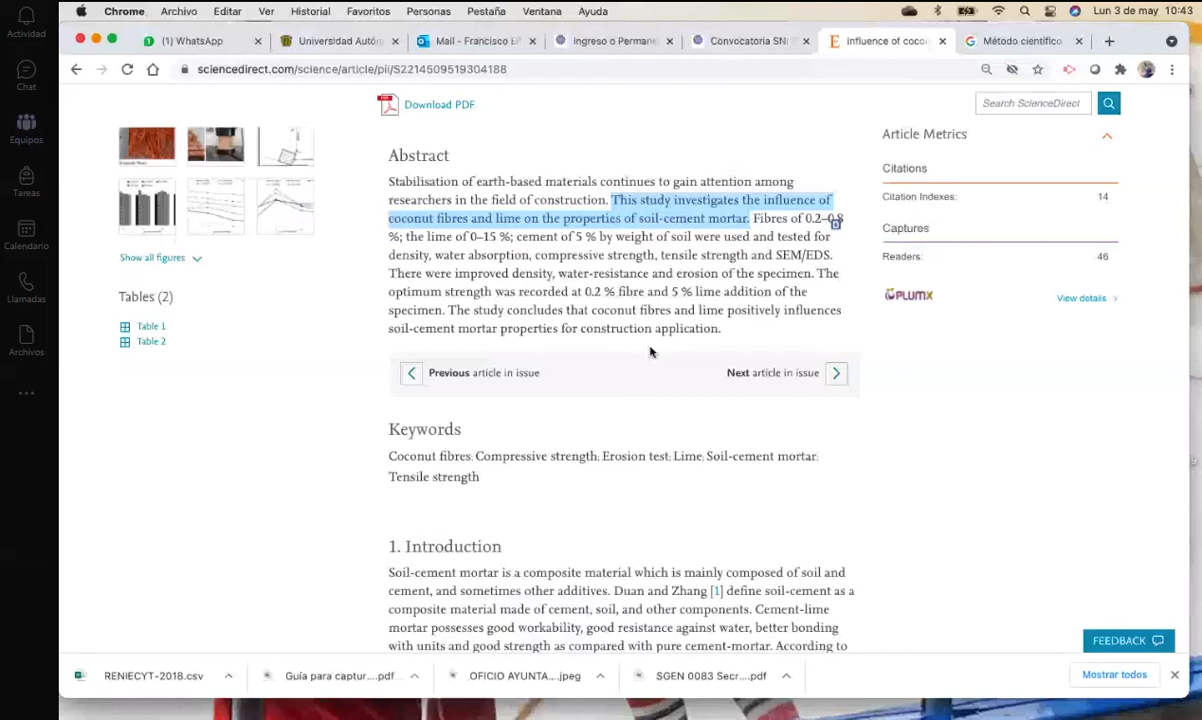 Chrome Archivo Editar Ver Historial Favoritos Personas Pestaña Ventana Ayuda Lun 3 de may 10:43
(1) WhatsApp Universidad Autón Mail - Francisco E Ingreso o Permane Convocatoria SNI Influence of coco Método científico
sciencedirect.com/science/article/pii/S2214509519304188
Actividad
Chat
Equipos
Tareas
Calendario
Llamadas
Archivos
Download PDF
Search ScienceDirect
Show all figures
Tables (2)
Table 1
Table 2
Abstract
Stabilisation of earth-based materials continues to gain attention among
researchers in the field of construction. This study investigates the influence of
coconut fibres and lime on the properties of soil-cement mortar. Fibres of 0.2–0.8
%; the lime of 0–15 %; cement of 5 % by weight of soil were used and tested for
density, water absorption, compressive strength, tensile strength and SEM/EDS.
There were improved density, water-resistance and erosion of the specimen. The
optimum strength was recorded at 0.2 % fibre and 5 % lime addition of the
specimen. The study concludes that coconut fibres and lime positively influences
soil-cement mortar properties for construction application.
Previous article in issue
Next article in issue
Keywords
Coconut fibres; Compressive strength; Erosion test; Lime; Soil-cement mortar;
Tensile strength
1. Introduction
Soil-cement mortar is a composite material which is mainly composed of soil and
cement, and sometimes other additives. Duan and Zhang [1] define soil-cement as a
composite material made of cement, soil, and other components. Cement-lime
mortar possesses good workability, good resistance against water, better bonding
with units and good strength as compared with pure cement-mortar. According to
Article Metrics
Citations
Citation Indexes: 14
Captures
Readers: 46
PLUMX
View details
FEEDBACK
RENIECYT-2018.csv
Guía para captur....pdf
OFICIO AYUNTA...jpeg
SGEN 0083 Secr....pdf
Mostrar todos